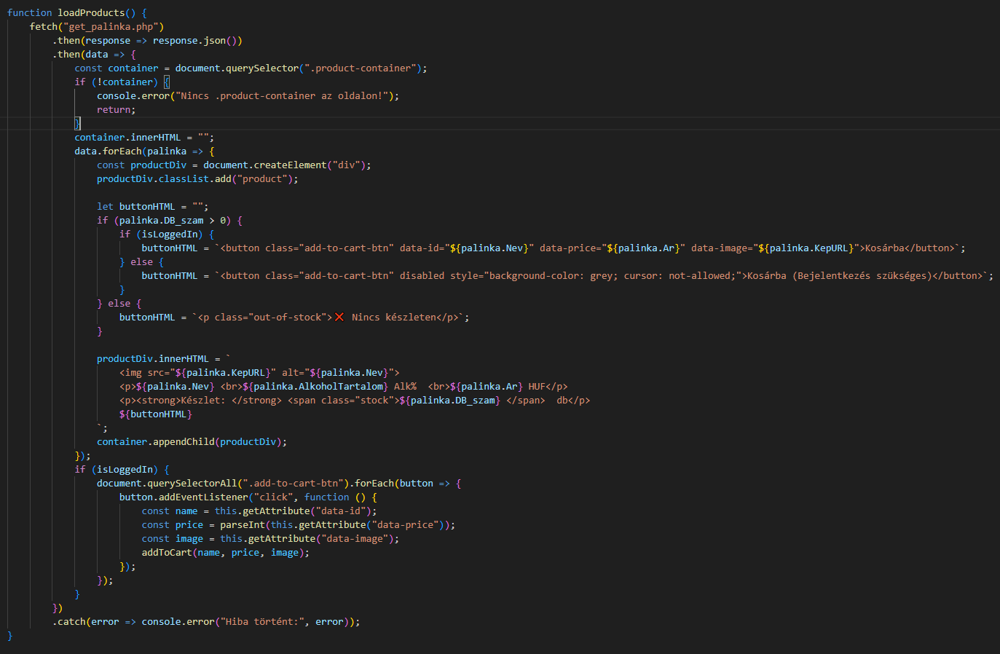 function loadProducts() {
    fetch("get_palinka.php")
        .then(response => response.json())
        .then(data => {
            const container = document.querySelector(".product-container");
            if (!container) {
                console.error("Nincs .product-container az oldalon!");
                return;
            }
            container.innerHTML = "";
            data.forEach(palinka => {
                const productDiv = document.createElement("div");
                productDiv.classList.add("product");

                let buttonHTML = "";
                if (palinka.DB_szam > 0) {
                    if (isLoggedIn) {
                        buttonHTML = `<button class="add-to-cart-btn" data-id="${palinka.Nev}" data-price="${palinka.Ar}" data-image="${palinka.KepURL}">Kosárba</button>`;
                    } else {
                        buttonHTML = `<button class="add-to-cart-btn" disabled style="background-color: grey; cursor: not-allowed;">Kosárba (Bejelentkezés szükséges)</button>`;
                    }
                } else {
                    buttonHTML = `<p class="out-of-stock">❌ Nincs készleten</p>`;
                }

                productDiv.innerHTML = `
                    <img src="${palinka.KepURL}" alt="${palinka.Nev}">
                    <p>${palinka.Nev} <br>${palinka.AlkoholTartalom} Alk%  <br>${palinka.Ar} HUF</p>
                    <p><strong>Készlet: </strong> <span class="stock">${palinka.DB_szam} </span>  db</p>
                    ${buttonHTML}
                `;
                container.appendChild(productDiv);
            });
            if (isLoggedIn) {
                document.querySelectorAll(".add-to-cart-btn").forEach(button => {
                    button.addEventListener("click", function () {
                        const name = this.getAttribute("data-id");
                        const price = parseInt(this.getAttribute("data-price"));
                        const image = this.getAttribute("data-image");
                        addToCart(name, price, image);
                    });
                });
            }
        })
        .catch(error => console.error("Hiba történt:", error));
}